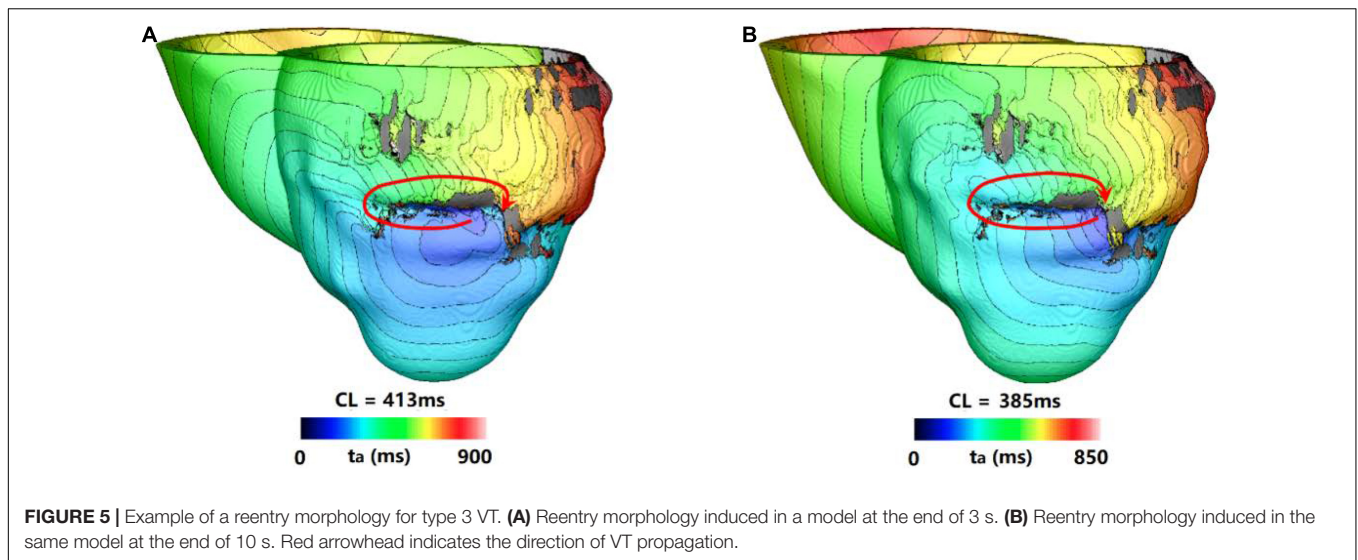 A
B
CL = 413ms
0 ta (ms) 900
CL = 385ms
0 ta (ms) 850
FIGURE 5 | Example of a reentry morphology for type 3 VT. (A) Reentry morphology induced in a model at the end of 3 s. (B) Reentry morphology induced in the
same model at the end of 10 s. Red arrowhead indicates the direction of VT propagation.